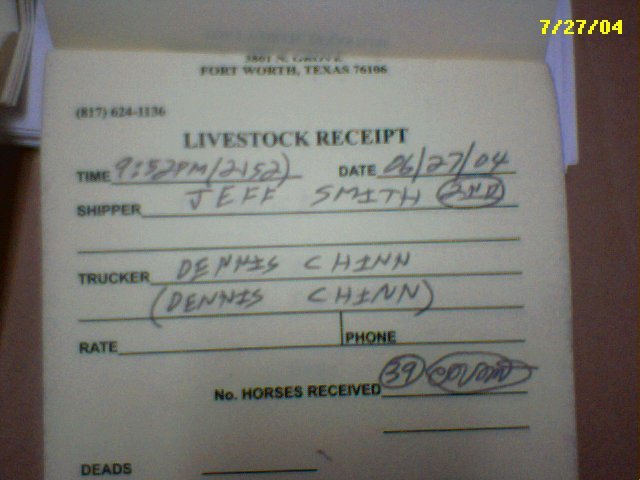 7/27/04
3801 N. GROVE
FORT WORTH, TEXAS 76106
(817) 624-1136
LIVESTOCK RECEIPT
TIME 9:52PM/2152) DATE 06/27/04
SHIPPER JEFF SMITH 2ND
TRUCKER DENNIS CHINN
(DENNIS CHINN)
RATE PHONE
No. HORSES RECEIVED 39
DEADS